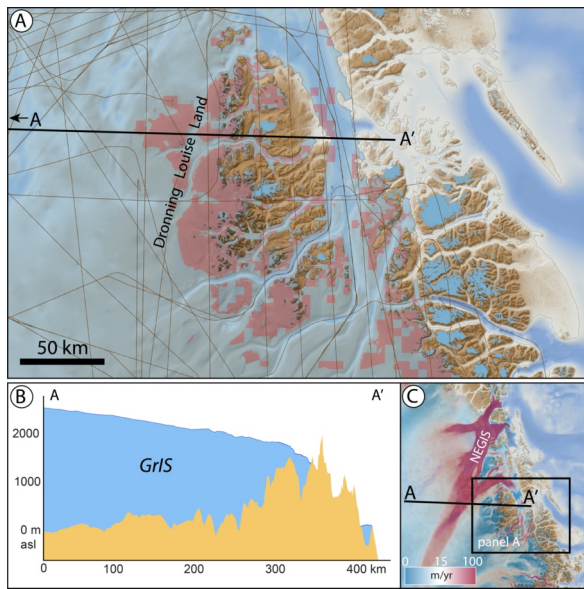 A
A
A'
Dronning Louise Land
50 km
B
A
A'
2000
1000
0 m
asl
GrIS
0
100
200
300
400 km
C
NEGIS
A
A'
panel A
0
15
100
m/yr